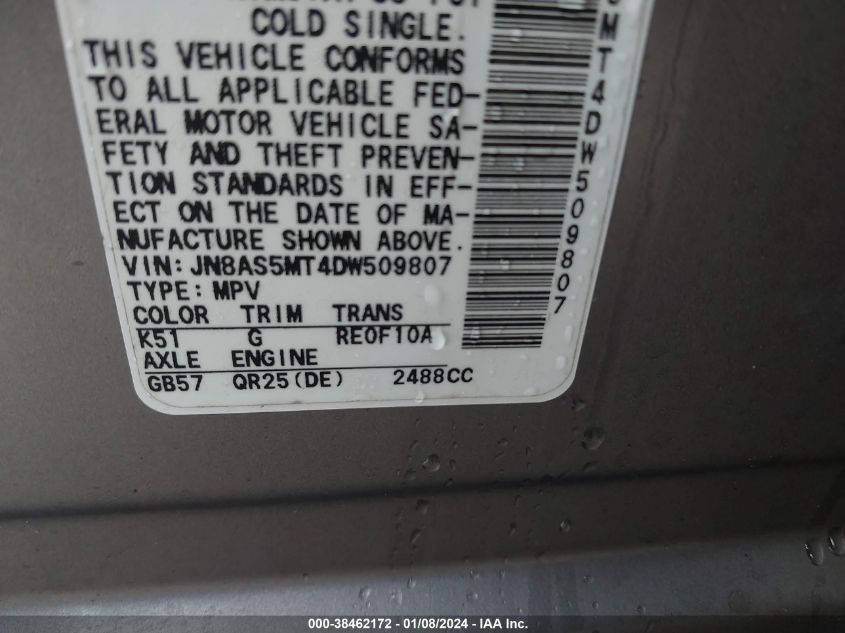 COLD SINGLE.
THIS VEHICLE CONFORMS
TO ALL APPLICABLE FED-
ERAL MOTOR VEHICLE SA-
FETY AND THEFT PREVEN-
TION STANDARDS IN EFF-
ECT ON THE DATE OF MA-
NUFACTURE SHOWN ABOVE.
VIN:JN8AS5MT4DW509807
TYPE:MPV
COLOR TRIM TRANS
K51 G RE0F10A
AXLE ENGINE
GB57 QR25(DE) 2488CC
MT4DW509807
000-38462172 - 01/08/2024 - IAA Inc.